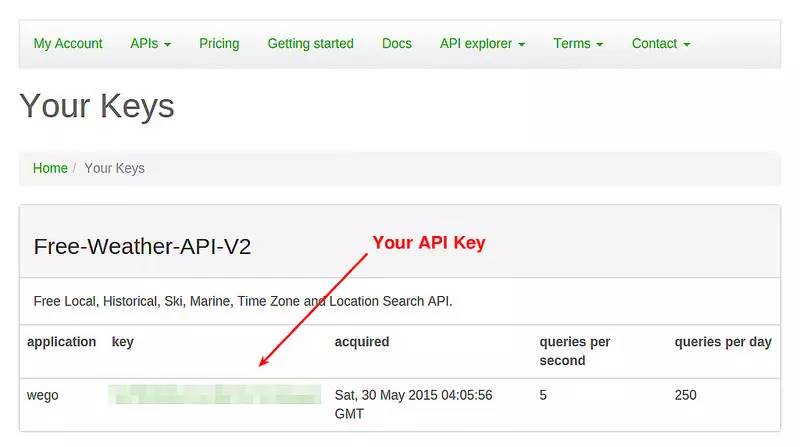 My Account APIs Pricing Getting started Docs API explorer Terms Contact
Your Keys
Home / Your Keys
Free-Weather-API-V2
Your API Key
Free Local, Historical, Ski, Marine, Time Zone and Location Search API.
application key acquired queries per second queries per day
wego Sat, 30 May 2015 04:05:56 GMT 5 250